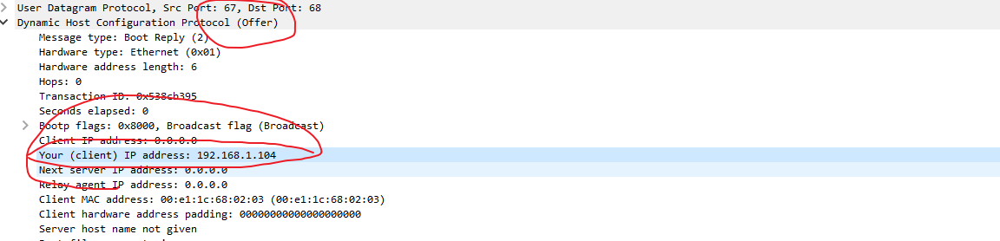 User Datagram Protocol, Src Port: 67, Dst Port: 68
Dynamic Host Configuration Protocol (Offer)
Message type: Boot Reply (2)
Hardware type: Ethernet (0x01)
Hardware address length: 6
Hops: 0
Transaction ID: 0x538cb395
Seconds elapsed: 0
Bootp flags: 0x8000, Broadcast flag (Broadcast)
Client IP address: 0.0.0.0
Your (client) IP address: 192.168.1.104
Next server IP address: 0.0.0.0
Relay agent IP address: 0.0.0.0
Client MAC address: 00:e1:1c:68:02:03 (00:e1:1c:68:02:03)
Client hardware address padding: 00000000000000000000
Server host name not given